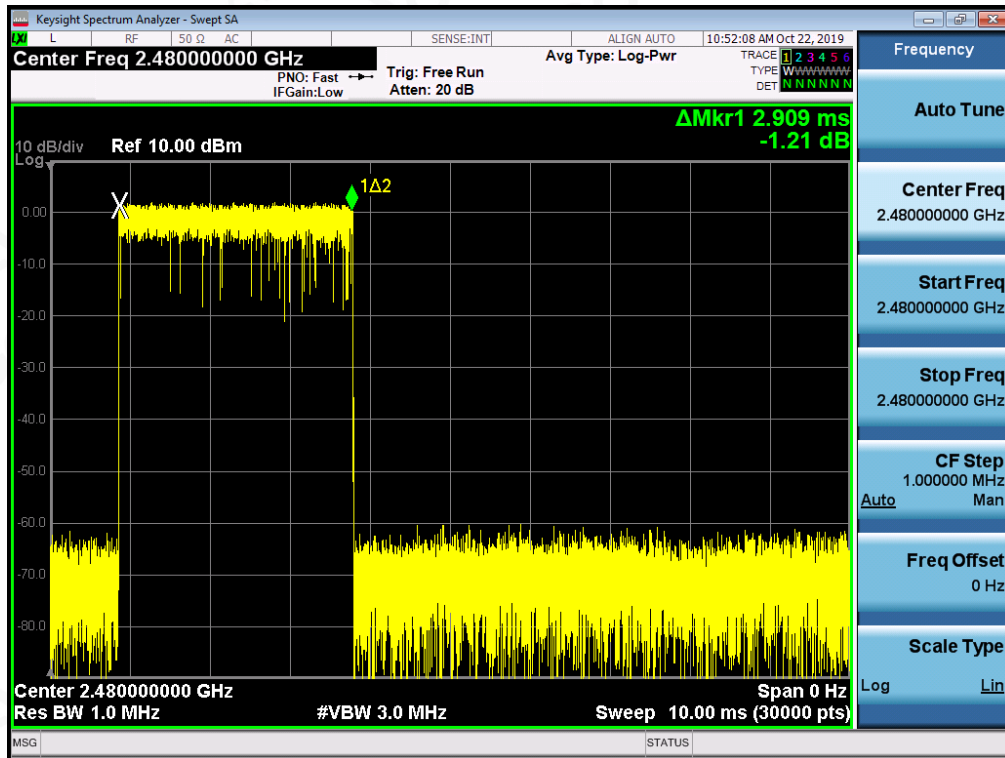 Keysight Spectrum Analyzer - Swept SA
LXI L RF 50 Ω AC SENSE:INT ALIGN AUTO 10:52:08 AM Oct 22, 2019
Center Freq 2.480000000 GHz
PNO: Fast
IFGain:Low
Trig: Free Run
Atten: 20 dB
Avg Type: Log-Pwr
TRACE 1 2 3 4 5 6
TYPE WWWWWW
DET N N N N N N
ΔMkr1 2.909 ms
-1.21 dB
10 dB/div Ref 10.00 dBm
Log
1Δ2
0.00
-10.0
-20.0
-30.0
-40.0
-50.0
-60.0
-70.0
-80.0
Center 2.480000000 GHz Span 0 Hz
Res BW 1.0 MHz #VBW 3.0 MHz Sweep 10.00 ms (30000 pts)
MSG STATUS
Frequency
Auto Tune
Center Freq
2.480000000 GHz
Start Freq
2.480000000 GHz
Stop Freq
2.480000000 GHz
CF Step
1.000000 MHz
Auto Man
Freq Offset
0 Hz
Scale Type
Log Lin